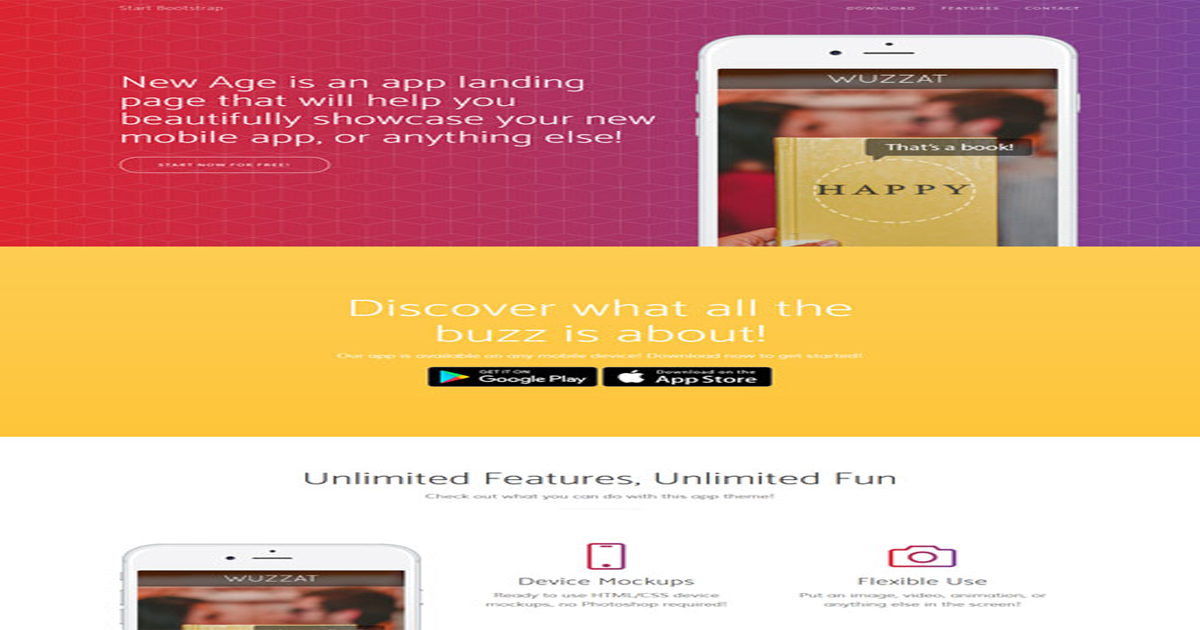 Start Bootstrap
DOWNLOAD FEATURES CONTACT
New Age is an app landing
page that will help you
beautifully showcase your new
mobile app, or anything else!
START NOW FOR FREE!
WUZZAT
That's a book!
HAPPY
Discover what all the
buzz is about!
Our app is available on any mobile device! Download now to get started!
GET IT ON
Google Play
Download on the
App Store
Unlimited Features, Unlimited Fun
Check out what you can do with this app theme!
WUZZAT
Device Mockups
Ready to use HTML/CSS device
mockups, no Photoshop required!
Flexible Use
Put an image, video, animation, or
anything else in the screen!